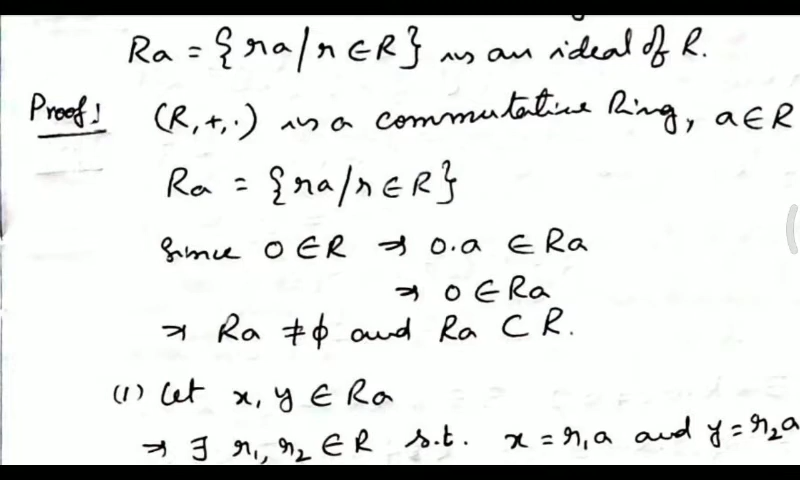 Ra = {ra/r ∈ R} is an ideal of R.
Proof: (R, +, ·) is a commutative Ring, a ∈ R
Ra = {ra/r ∈ R}
Since 0 ∈ R ⇒ 0.a ∈ Ra
⇒ 0 ∈ Ra
⇒ Ra ≠ ϕ and Ra ⊂ R.
(1) Let x, y ∈ Ra
⇒ ∃ r₁, r₂ ∈ R s.t. x = r₁a and y = r₂a